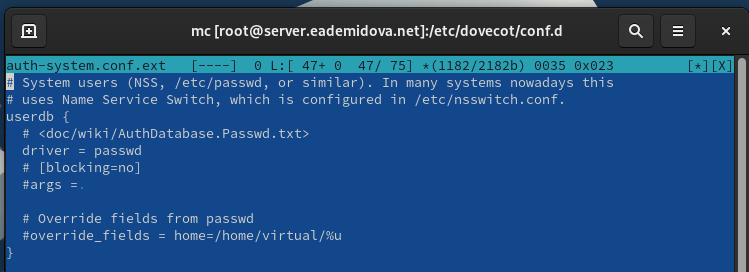 mc [root@server.eademidova.net]:/etc/dovecot/conf.d
auth-system.conf.ext [----] 0 L:[ 47+ 0 47/ 75] *(1182/2182b) 0035 0x023 [*][X]
# System users (NSS, /etc/passwd, or similar). In many systems nowadays this
# uses Name Service Switch, which is configured in /etc/nsswitch.conf.
userdb {
# <doc/wiki/AuthDatabase.Passwd.txt>
driver = passwd
# [blocking=no]
#args =.
# Override fields from passwd
#override_fields = home=/home/virtual/%u
}